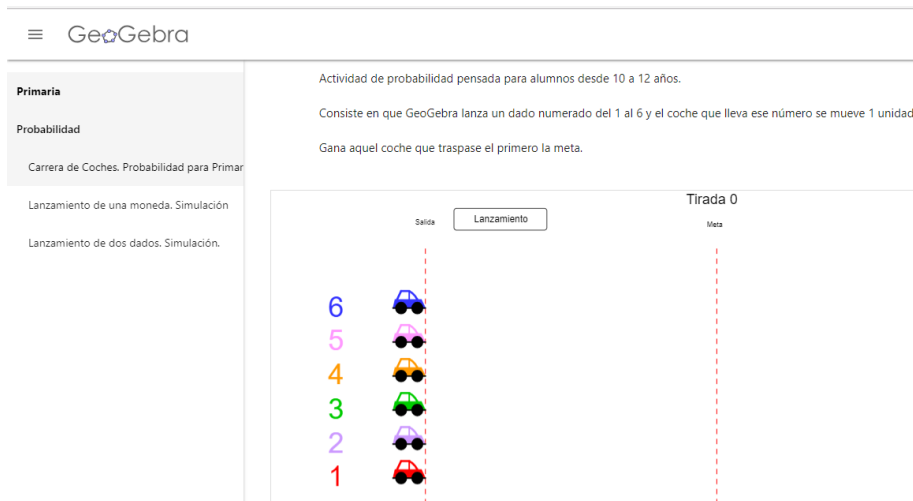 GeoGebra
Primaria
Probabilidad
Carrera de Coches. Probabilidad para Primar
Lanzamiento de una moneda. Simulación
Lanzamiento de dos dados. Simulación.
Actividad de probabilidad pensada para alumnos desde 10 a 12 años.
Consiste en que GeoGebra lanza un dado numerado del 1 al 6 y el coche que lleva ese número se mueve 1 unidad
Gana aquel coche que traspase el primero la meta.
Tirada 0
Salida
Lanzamiento
Meta
6
5
4
3
2
1